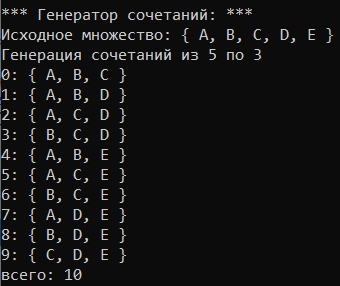 *** Генератор сочетаний: ***
Исходное множество: { A, B, C, D, E }
Генерация сочетаний из 5 по 3
0: { A, B, C }
1: { A, B, D }
2: { A, C, D }
3: { B, C, D }
4: { A, B, E }
5: { A, C, E }
6: { B, C, E }
7: { A, D, E }
8: { B, D, E }
9: { C, D, E }
всего: 10